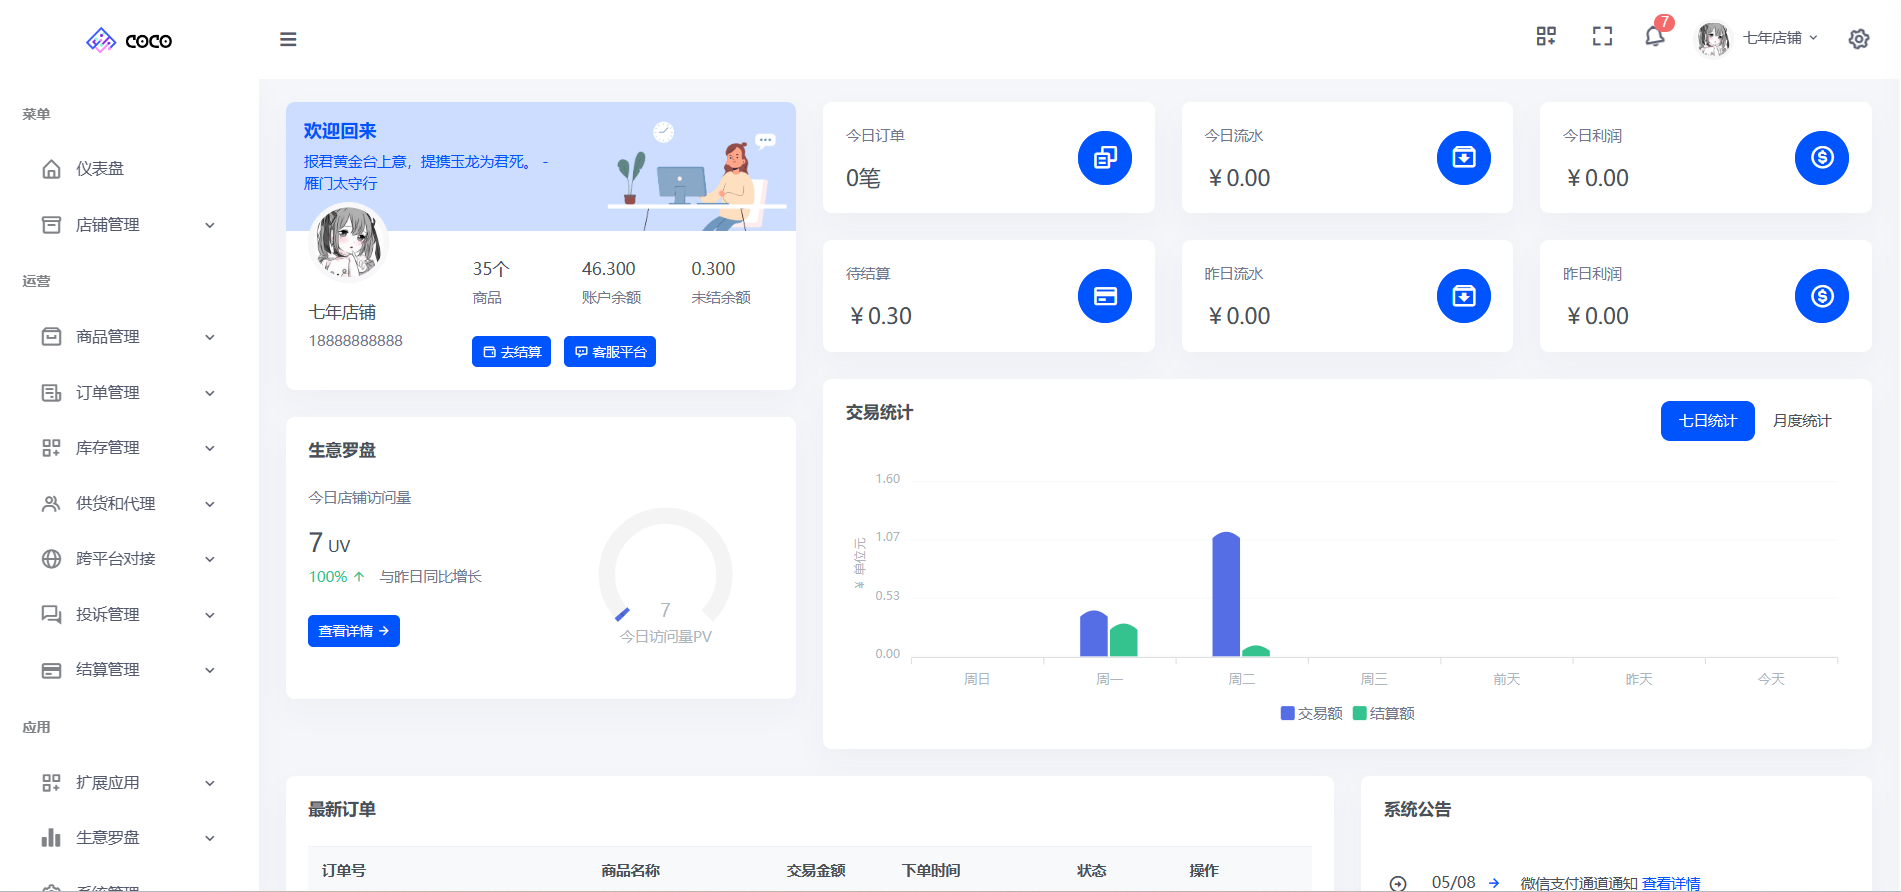 COCO
7
七年店铺
菜单
仪表盘
店铺管理
运营
商品管理
订单管理
库存管理
供货和代理
跨平台对接
投诉管理
结算管理
应用
扩展应用
生意罗盘
系统管理
欢迎回来
报君黄金台上意，提携玉龙为君死。 -
雁门太守行
七年店铺
18888888888
35个
商品
46.300
账户余额
0.300
未结余额
去结算
客服平台
今日订单
0笔
今日流水
￥0.00
今日利润
￥0.00
待结算
￥0.30
昨日流水
￥0.00
昨日利润
￥0.00
生意罗盘
今日店铺访问量
7 UV
100% ↑ 与昨日同比增长
查看详情 →
7
今日访问量PV
交易统计
七日统计
月度统计
1.60
1.07
0.53
0.00
￥ 单位元
周日
周一
周二
周三
前天
昨天
今天
交易额
结算额
最新订单
订单号 商品名称 交易金额 下单时间 状态 操作
系统公告
05/08 → 微信支付通道通知 查看详情